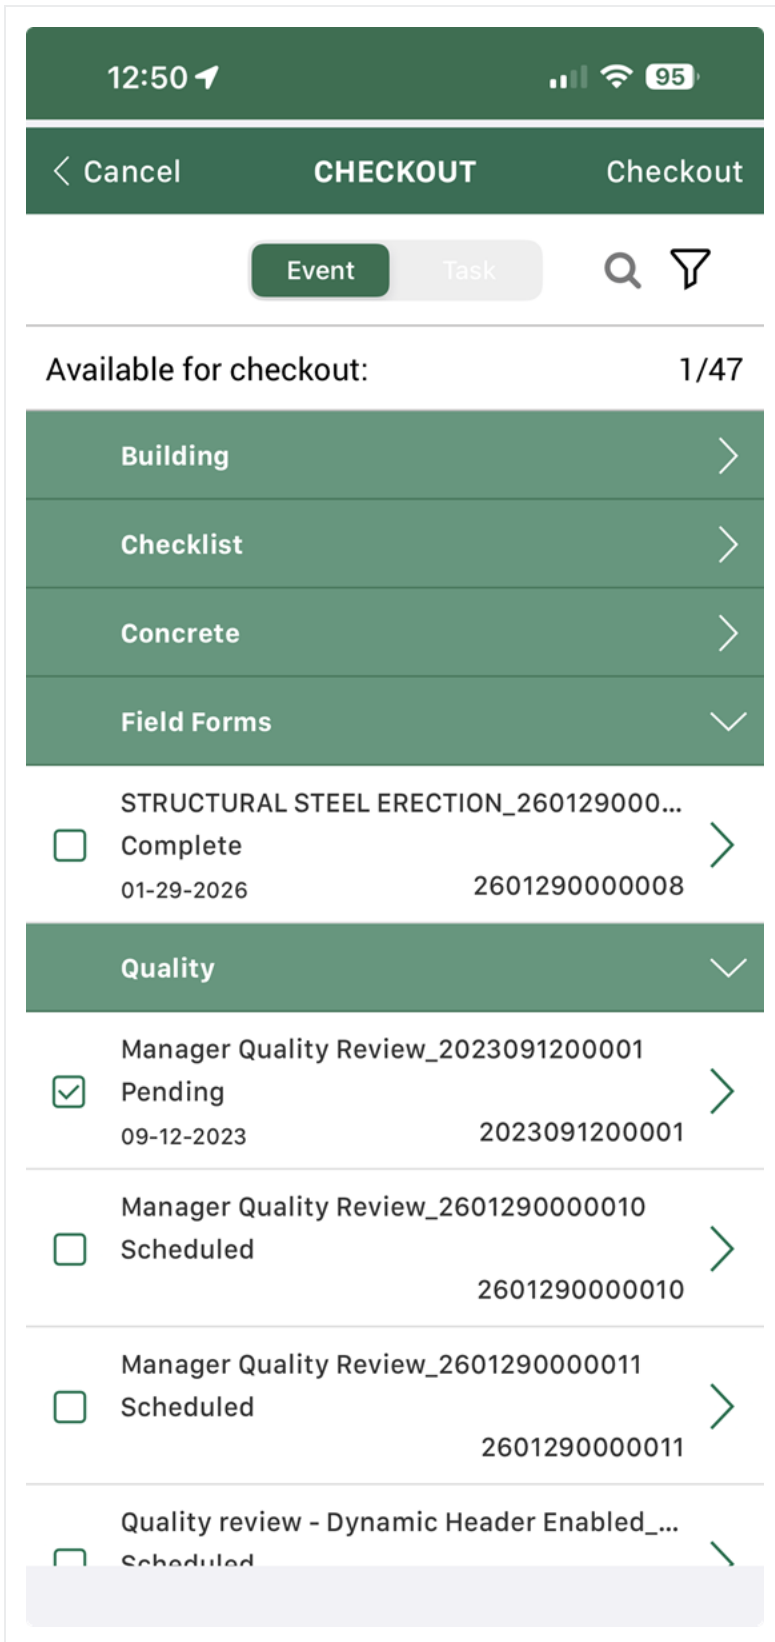 12:50
95
Cancel CHECKOUT Checkout
Event Task
Available for checkout: 1/47
Building
Checklist
Concrete
Field Forms
STRUCTURAL STEEL ERECTION_260129000...
Complete
01-29-2026 2601290000008
Quality
Manager Quality Review_2023091200001
Pending
09-12-2023 2023091200001
Manager Quality Review_2601290000010
Scheduled
2601290000010
Manager Quality Review_2601290000011
Scheduled
2601290000011
Quality review - Dynamic Header Enabled_...
Scheduled